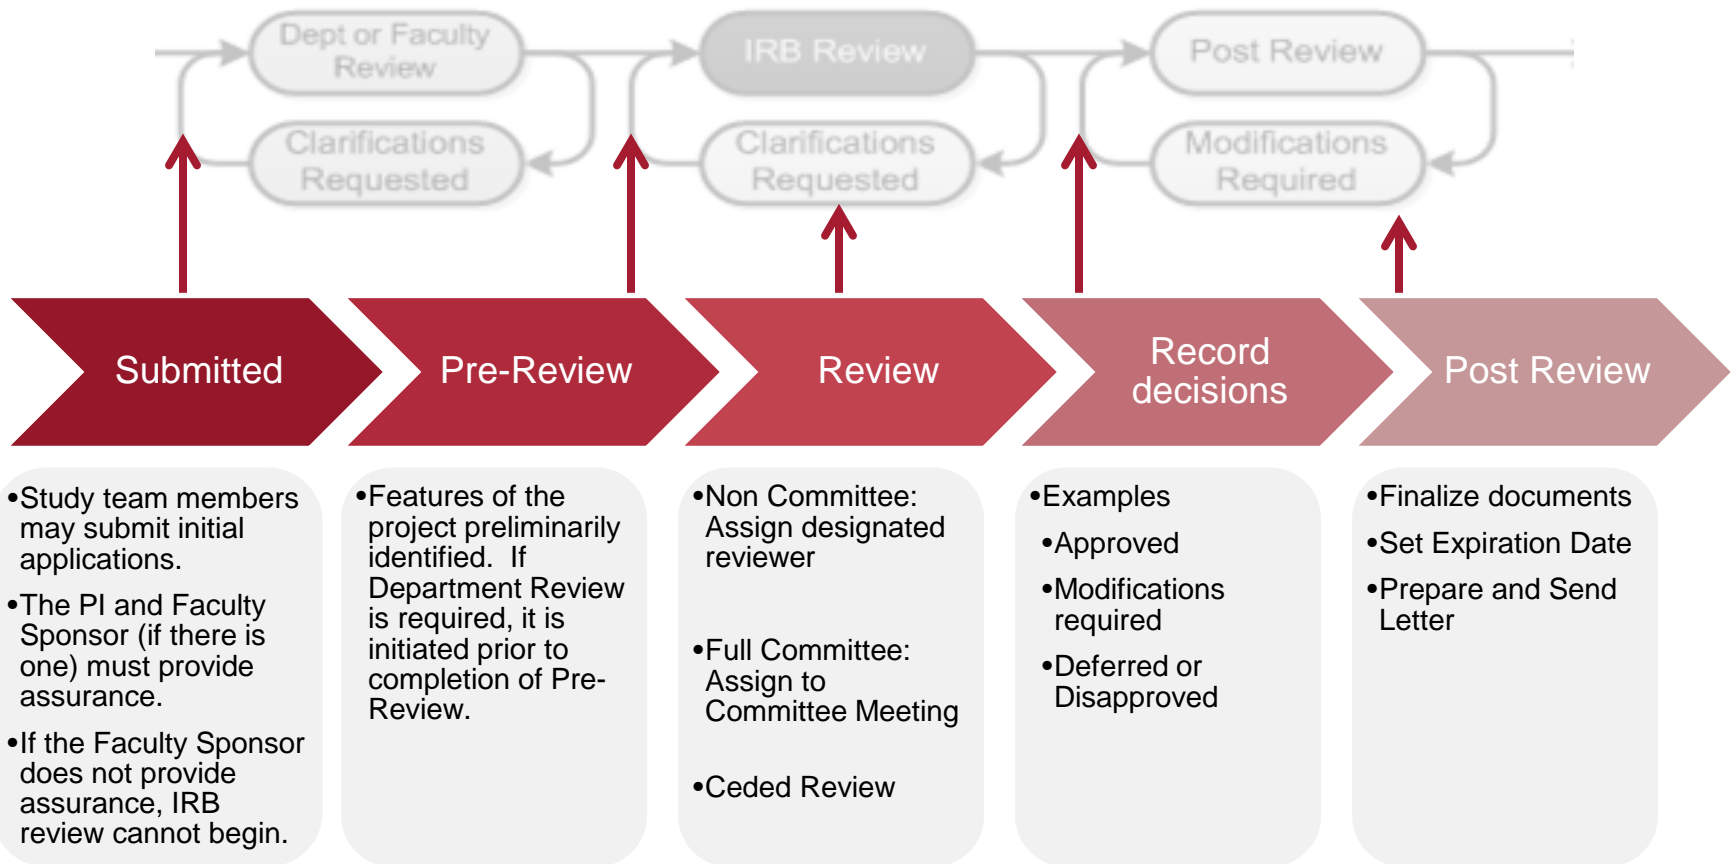 Dept or Faculty
Review
IRB Review
Post Review
Clarifications
Requested
Clarifications
Requested
Modifications
Required
Submitted
Pre-Review
Review
Record
decisions
Post Review
•Study team members
may submit initial
applications.
•The PI and Faculty
Sponsor (if there is
one) must provide
assurance.
•If the Faculty Sponsor
does not provide
assurance, IRB
review cannot begin.
•Features of the
project preliminarily
identified.  If
Department Review
is required, it is
initiated prior to
completion of Pre-
Review.
•Non Committee:
Assign designated
reviewer
•Full Committee:
Assign to
Committee Meeting
•Ceded Review
•Examples
•Approved
•Modifications
required
•Deferred or
Disapproved
•Finalize documents
•Set Expiration Date
•Prepare and Send
Letter